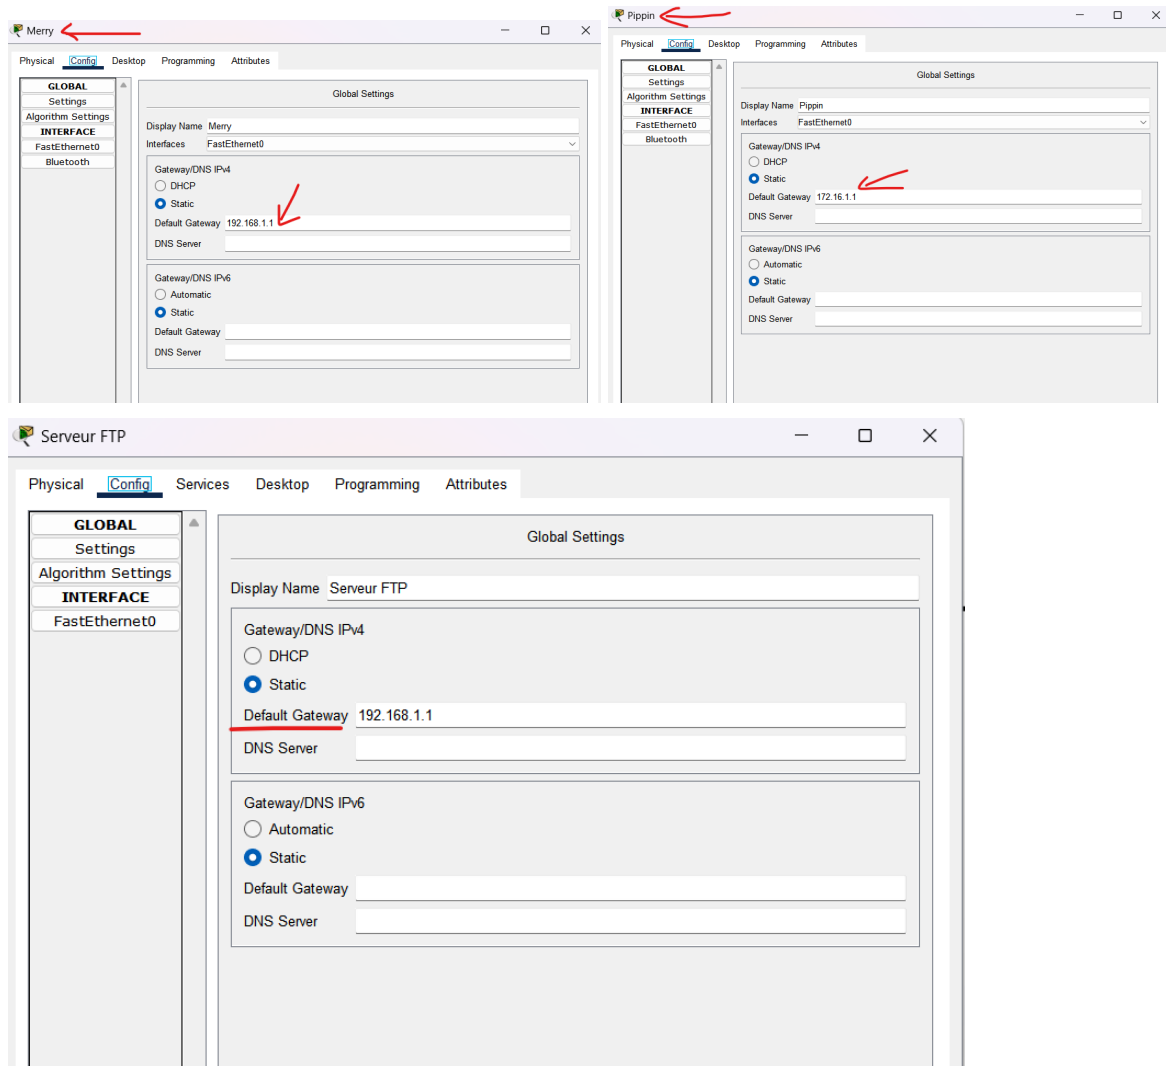 Merry
Physical Config Desktop Programming Attributes
GLOBAL
Settings
Algorithm Settings
INTERFACE
FastEthernet0
Bluetooth
Global Settings
Display Name Merry
Interfaces FastEthernet0
Gateway/DNS IPv4
DHCP
Static
Default Gateway 192.168.1.1
DNS Server
Gateway/DNS IPv6
Automatic
Static
Default Gateway
DNS Server
Pippin
Physical Config Desktop Programming Attributes
GLOBAL
Settings
Algorithm Settings
INTERFACE
FastEthernet0
Bluetooth
Global Settings
Display Name Pippin
Interfaces FastEthernet0
Gateway/DNS IPv4
DHCP
Static
Default Gateway 172.16.1.1
DNS Server
Gateway/DNS IPv6
Automatic
Static
Default Gateway
DNS Server
Serveur FTP
Physical Config Services Desktop Programming Attributes
GLOBAL
Settings
Algorithm Settings
INTERFACE
FastEthernet0
Global Settings
Display Name Serveur FTP
Gateway/DNS IPv4
DHCP
Static
Default Gateway 192.168.1.1
DNS Server
Gateway/DNS IPv6
Automatic
Static
Default Gateway
DNS Server